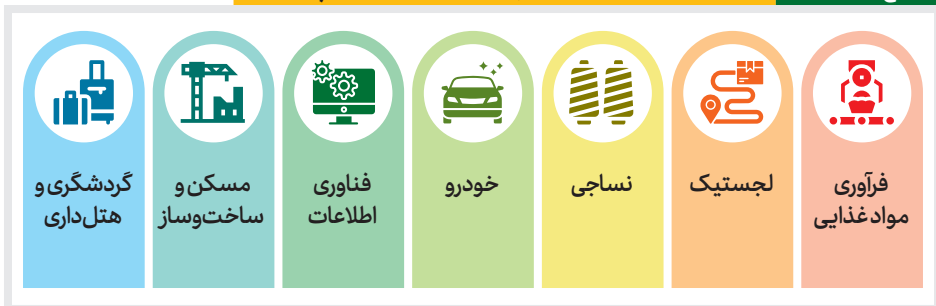 فرآوری
موادغذایی
لجستیک
نساجی
خودرو
فناوری
اطلاعات
مسکن و
ساخت‌وساز
گردشگری و
هتل‌داری